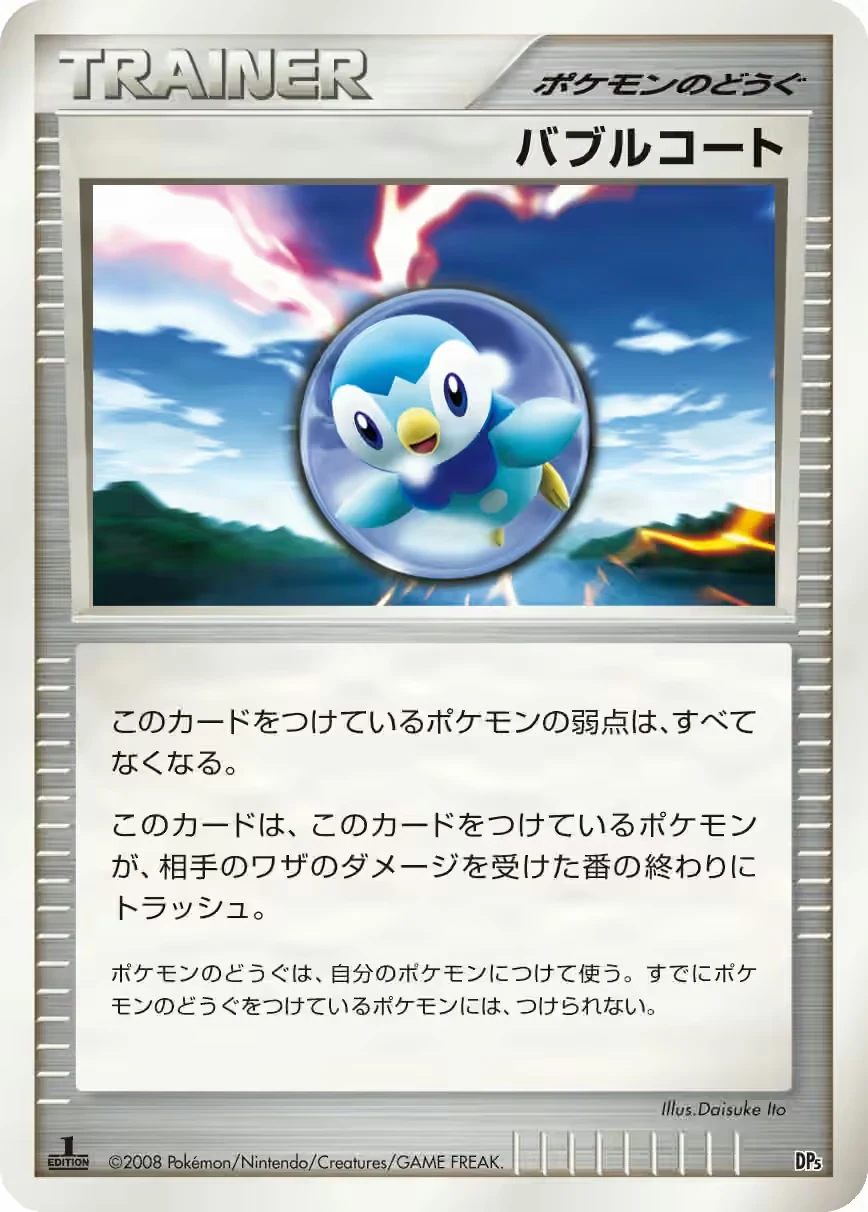 TRAINER
ポケモンのどうぐ
バブルコート
このカードをつけているポケモンの弱点は、すべて
なくなる。
このカードは、このカードをつけているポケモン
が、相手のワザのダメージを受けた番の終わりに
トラッシュ。
ポケモンのどうぐは、自分のポケモンにつけて使う。すでにポケ
モンのどうぐをつけているポケモンには、つけられない。
Illus.Daisuke Ito
1
EDITION
©2008 Pokémon/Nintendo/Creatures/GAME FREAK.
DP5